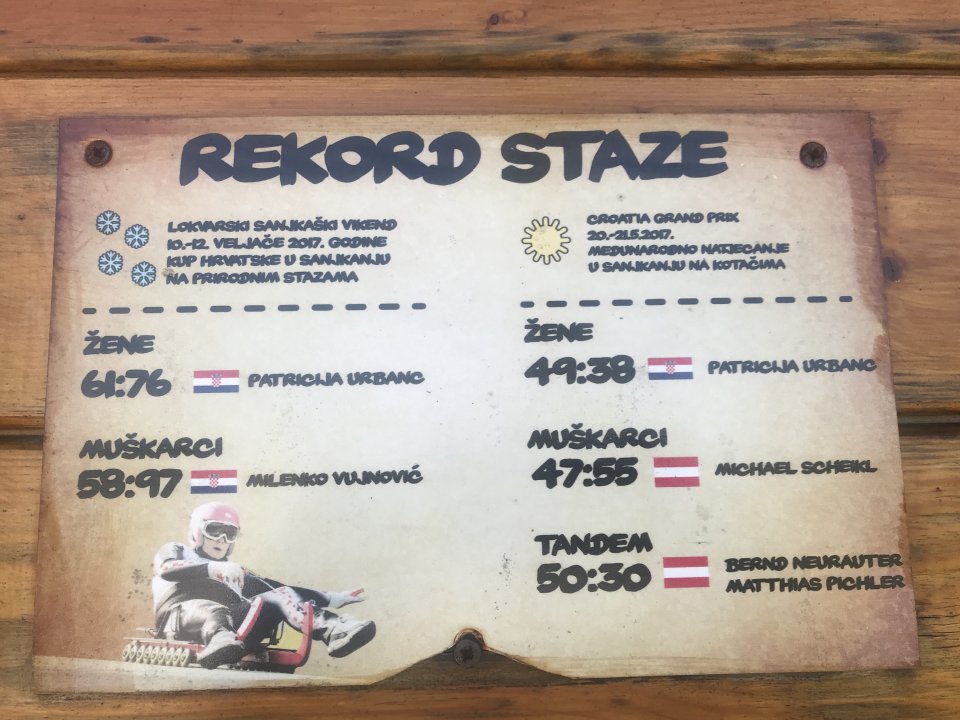 REKORD STAZE
LOKVARSKI SANJKAŠKI VIKEND
10.-12. VELJAČE 2017. GODINE
KUP HRVATSKE U SANJKANJU
NA PRIRODNIM STAZAMA
ŽENE
61:76 PATRICIJA URBANC
MUŠKARCI
58:97 MILENKO VUJNOVIĆ
CROATIA GRAND PRIX
20.-21.5.2017.
MEĐUNARODNO NATJECANJE
U SANJKANJU NA KOTAČIMA
ŽENE
49:38 PATRICIJA URBANC
MUŠKARCI
47:55 MICHAEL SCHEIKL
TANDEM
50:30 BERND NEURAUTER
MATTHIAS PICHLER